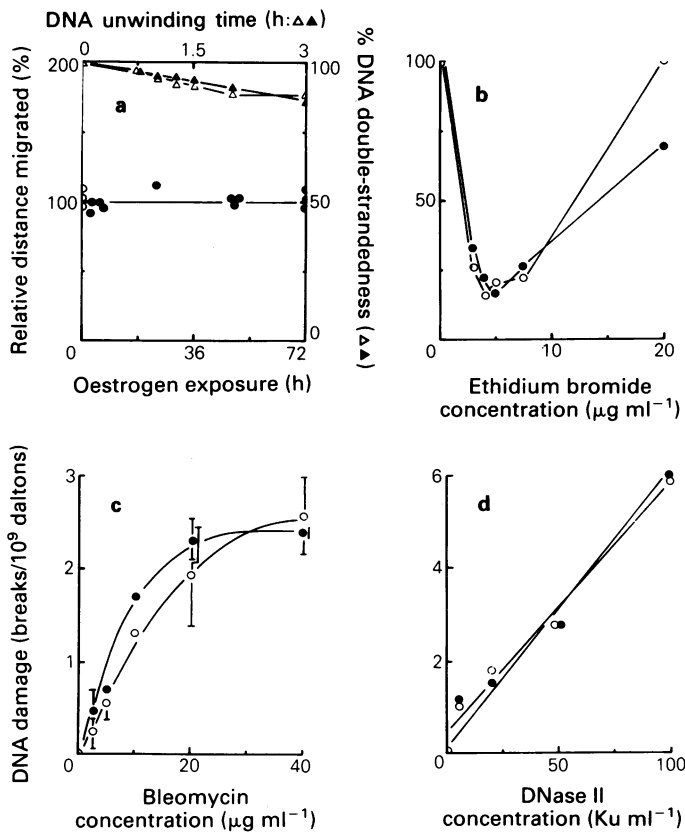 DNA unwinding time (h:△▲)
0 1.5 3
200 100
a
Relative distance migrated (%)
100 50
% DNA double-strandedness (△▲)
0
0 36 72
Oestrogen exposure (h)
100
b
50
0 10 20
Ethidium bromide
concentration (μg ml⁻¹)
3
c
2
DNA damage (breaks/10⁹ daltons)
1
0 20 40
Bleomycin
concentration (μg ml⁻¹)
6
d
4
2
0 50 100
DNase II
concentration (Ku ml⁻¹)